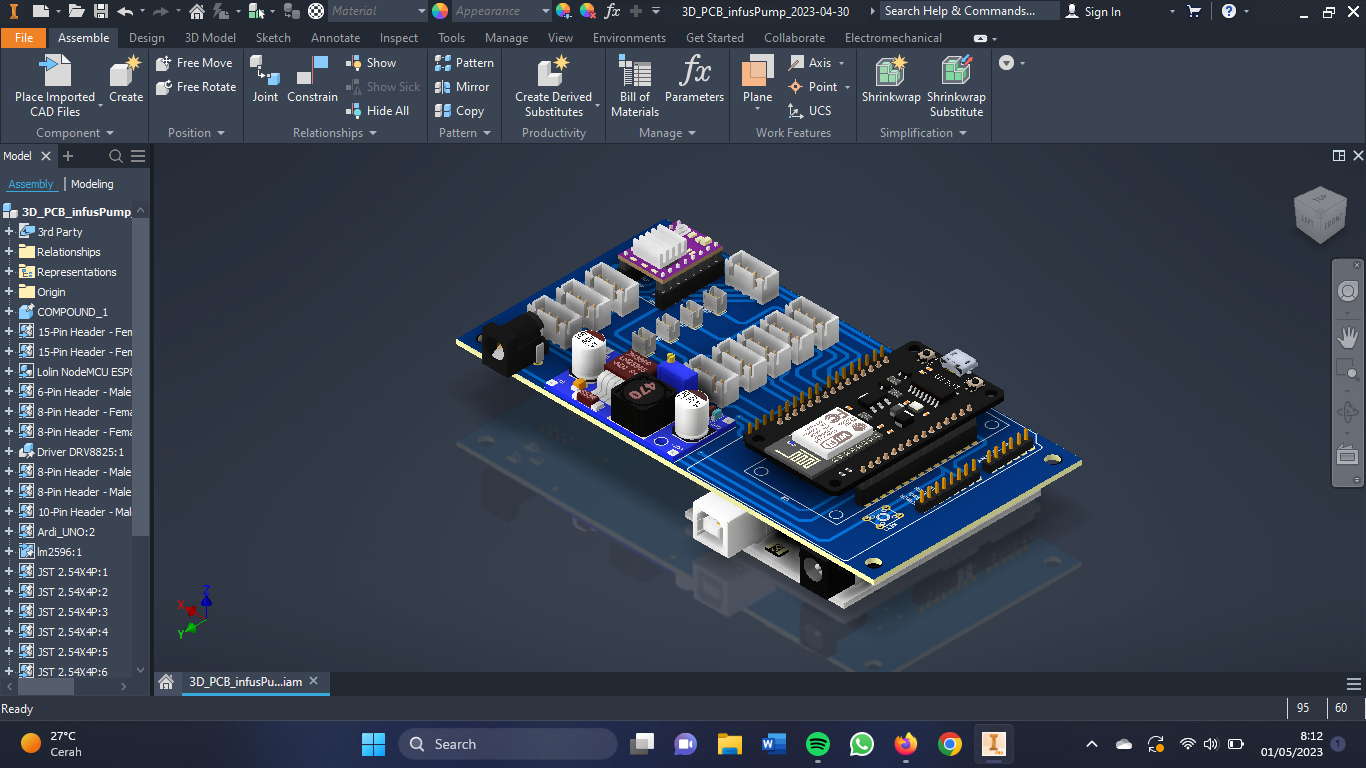 Material
Appearance
fx
3D_PCB_infusPump_2023-04-30
Search Help & Commands...
Sign In
File
Assemble
Design
3D Model
Sketch
Annotate
Inspect
Tools
Manage
View
Environments
Get Started
Collaborate
Electromechanical
Place Imported
CAD Files
Create
Free Move
Free Rotate
Joint
Constrain
Show
Show Sick
Hide All
Pattern
Mirror
Copy
Create Derived
Substitutes
Bill of
Materials
fx
Parameters
Plane
Axis
Point
UCS
Shrinkwrap
Shrinkwrap
Substitute
Component
Position
Relationships
Pattern
Productivity
Manage
Work Features
Simplification
Model
Assembly
Modeling
3D_PCB_infusPump_
3rd Party
Relationships
Representations
Origin
COMPOUND_1
15-Pin Header - Fem
15-Pin Header - Fem
Lolin NodeMCU ESP8
6-Pin Header - Male
8-Pin Header - Fema
8-Pin Header - Fema
Driver DRV8825:1
8-Pin Header - Male
8-Pin Header - Male
10-Pin Header - Mal
Ardi_UNO:2
lm2596:1
JST 2.54X4P:1
JST 2.54X4P:2
JST 2.54X4P:3
JST 2.54X4P:4
JST 2.54X4P:5
JST 2.54X4P:6
TOP
LEFT
FRONT
470
WiFi
Z
X
Y
3D_PCB_infusPu...iam
Ready
95
60
27°C
Cerah
Search
8:12
01/05/2023
1